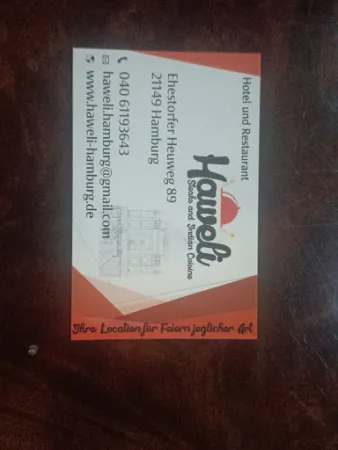 Hotel und Restaurant
Haweli
Steaks and Indian Cuisine
Ehestorfer Heuweg 89
21149 Hamburg
040 61193643
haweli.hamburg@gmail.com
www.haweli-hamburg.de
Ihre Location für Feiern jeglicher Art